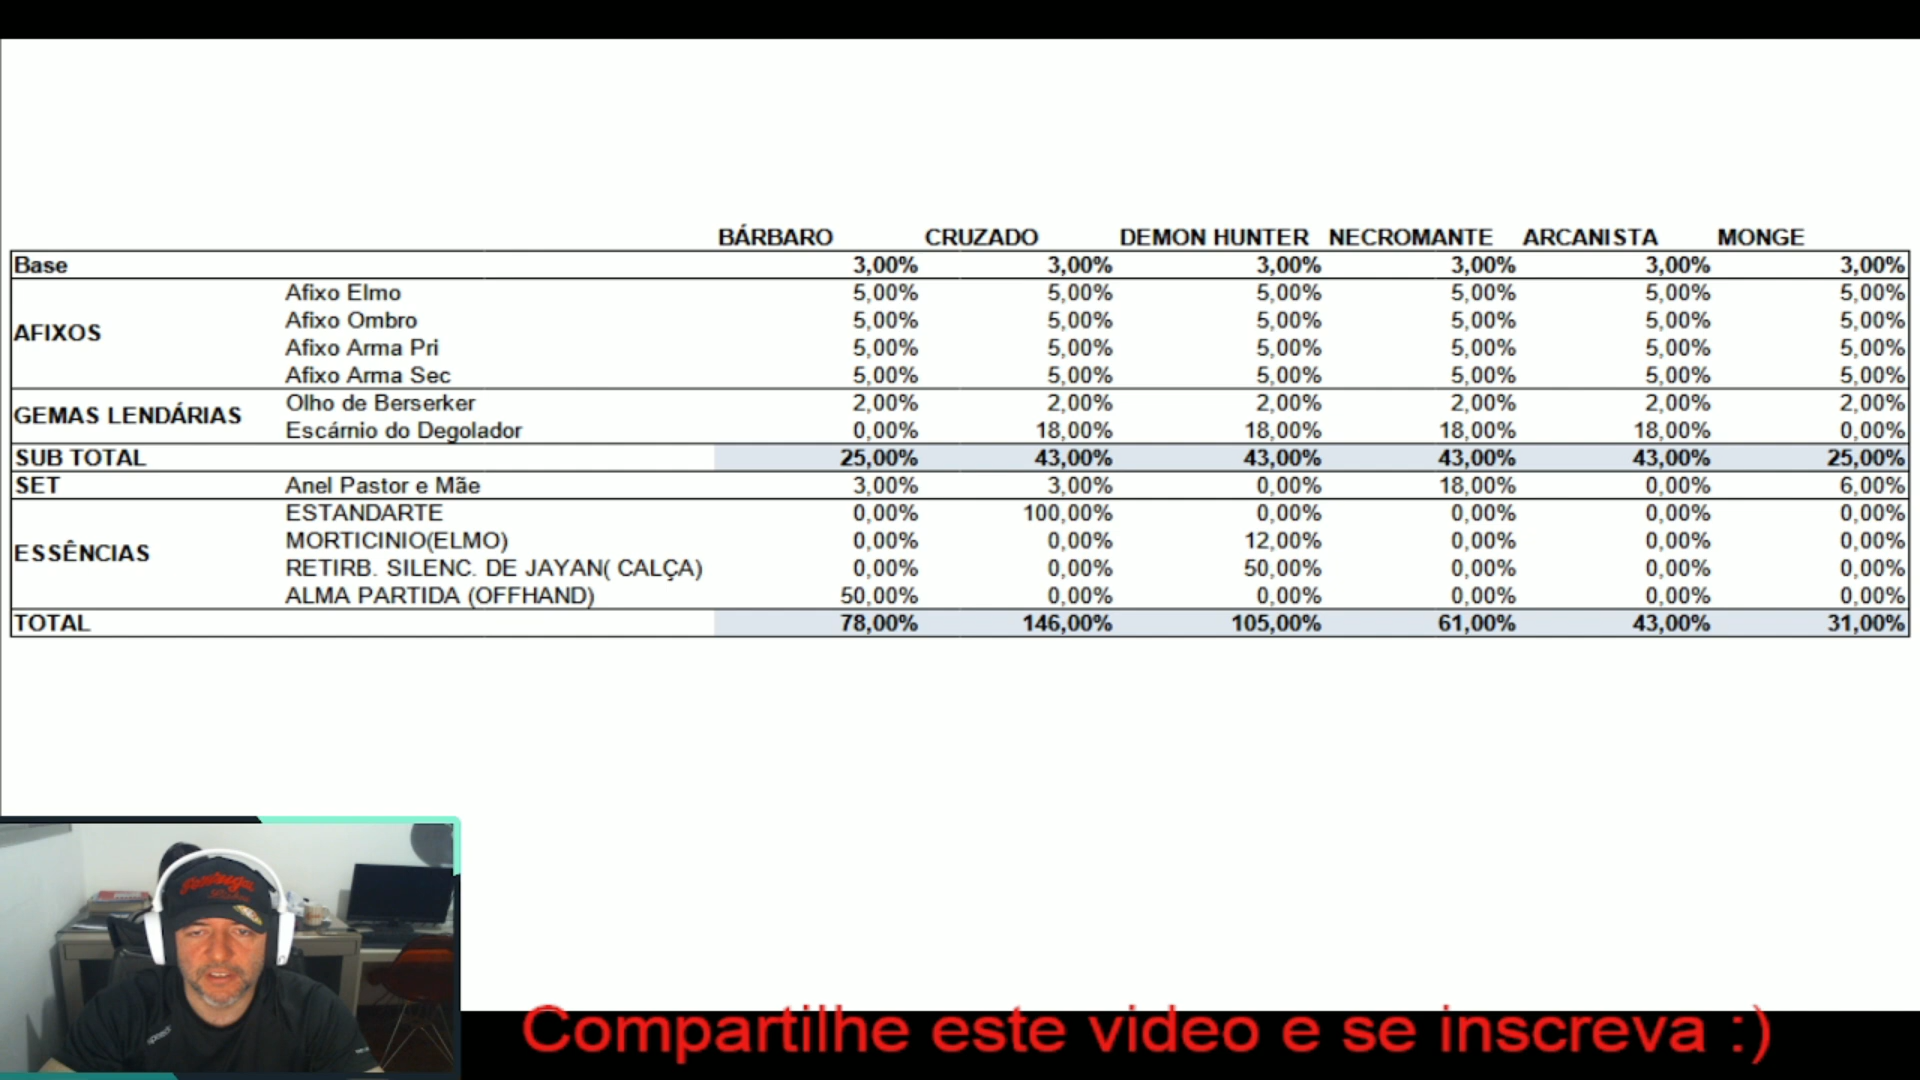 BÁRBARO CRUZADO DEMON HUNTER NECROMANTE ARCANISTA MONGE
Base 3,00% 3,00% 3,00% 3,00% 3,00% 3,00%
AFIXOS
Afixo Elmo 5,00% 5,00% 5,00% 5,00% 5,00% 5,00%
Afixo Ombro 5,00% 5,00% 5,00% 5,00% 5,00% 5,00%
Afixo Arma Pri 5,00% 5,00% 5,00% 5,00% 5,00% 5,00%
Afixo Arma Sec 5,00% 5,00% 5,00% 5,00% 5,00% 5,00%
GEMAS LENDÁRIAS
Olho de Berserker 2,00% 2,00% 2,00% 2,00% 2,00% 2,00%
Escárnio do Degolador 0,00% 18,00% 18,00% 18,00% 18,00% 0,00%
SUB TOTAL 25,00% 43,00% 43,00% 43,00% 43,00% 25,00%
SET Anel Pastor e Mãe 3,00% 3,00% 0,00% 18,00% 0,00% 6,00%
ESSÊNCIAS
ESTANDARTE 0,00% 100,00% 0,00% 0,00% 0,00% 0,00%
MORTICINIO(ELMO) 0,00% 0,00% 12,00% 0,00% 0,00% 0,00%
RETIRB. SILENC. DE JAYAN( CALÇA) 0,00% 0,00% 50,00% 0,00% 0,00% 0,00%
ALMA PARTIDA (OFFHAND) 50,00% 0,00% 0,00% 0,00% 0,00% 0,00%
TOTAL 78,00% 146,00% 105,00% 61,00% 43,00% 31,00%
Compartilhe este video e se inscreva :)